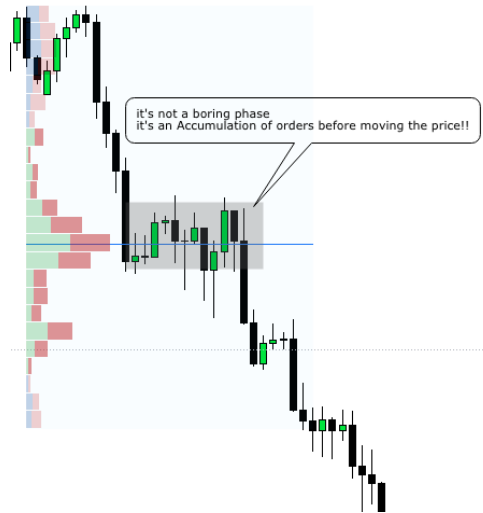 it's not a boring phase
it's an Accumulation of orders before moving the price!!